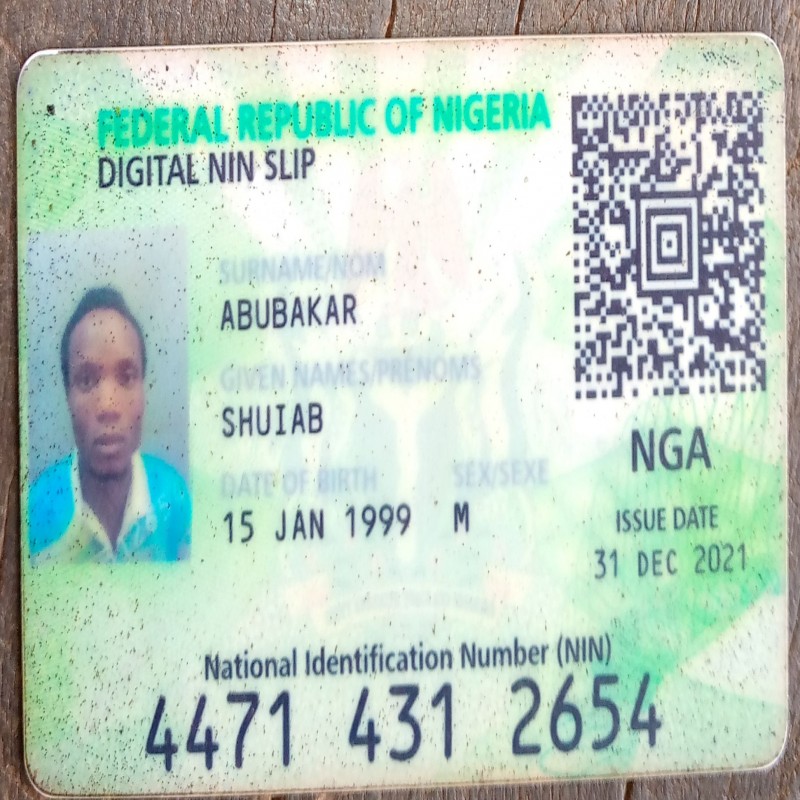 FEDERAL REPUBLIC OF NIGERIA
DIGITAL NIN SLIP
SURNAME/NOM
ABUBAKAR
GIVEN NAMES/PRÉNOMS
SHUIAB
DATE OF BIRTH SEX/SEXE
15 JAN 1999 M
NGA
ISSUE DATE
31 DEC 2021
National Identification Number (NIN)
4471 431 2654